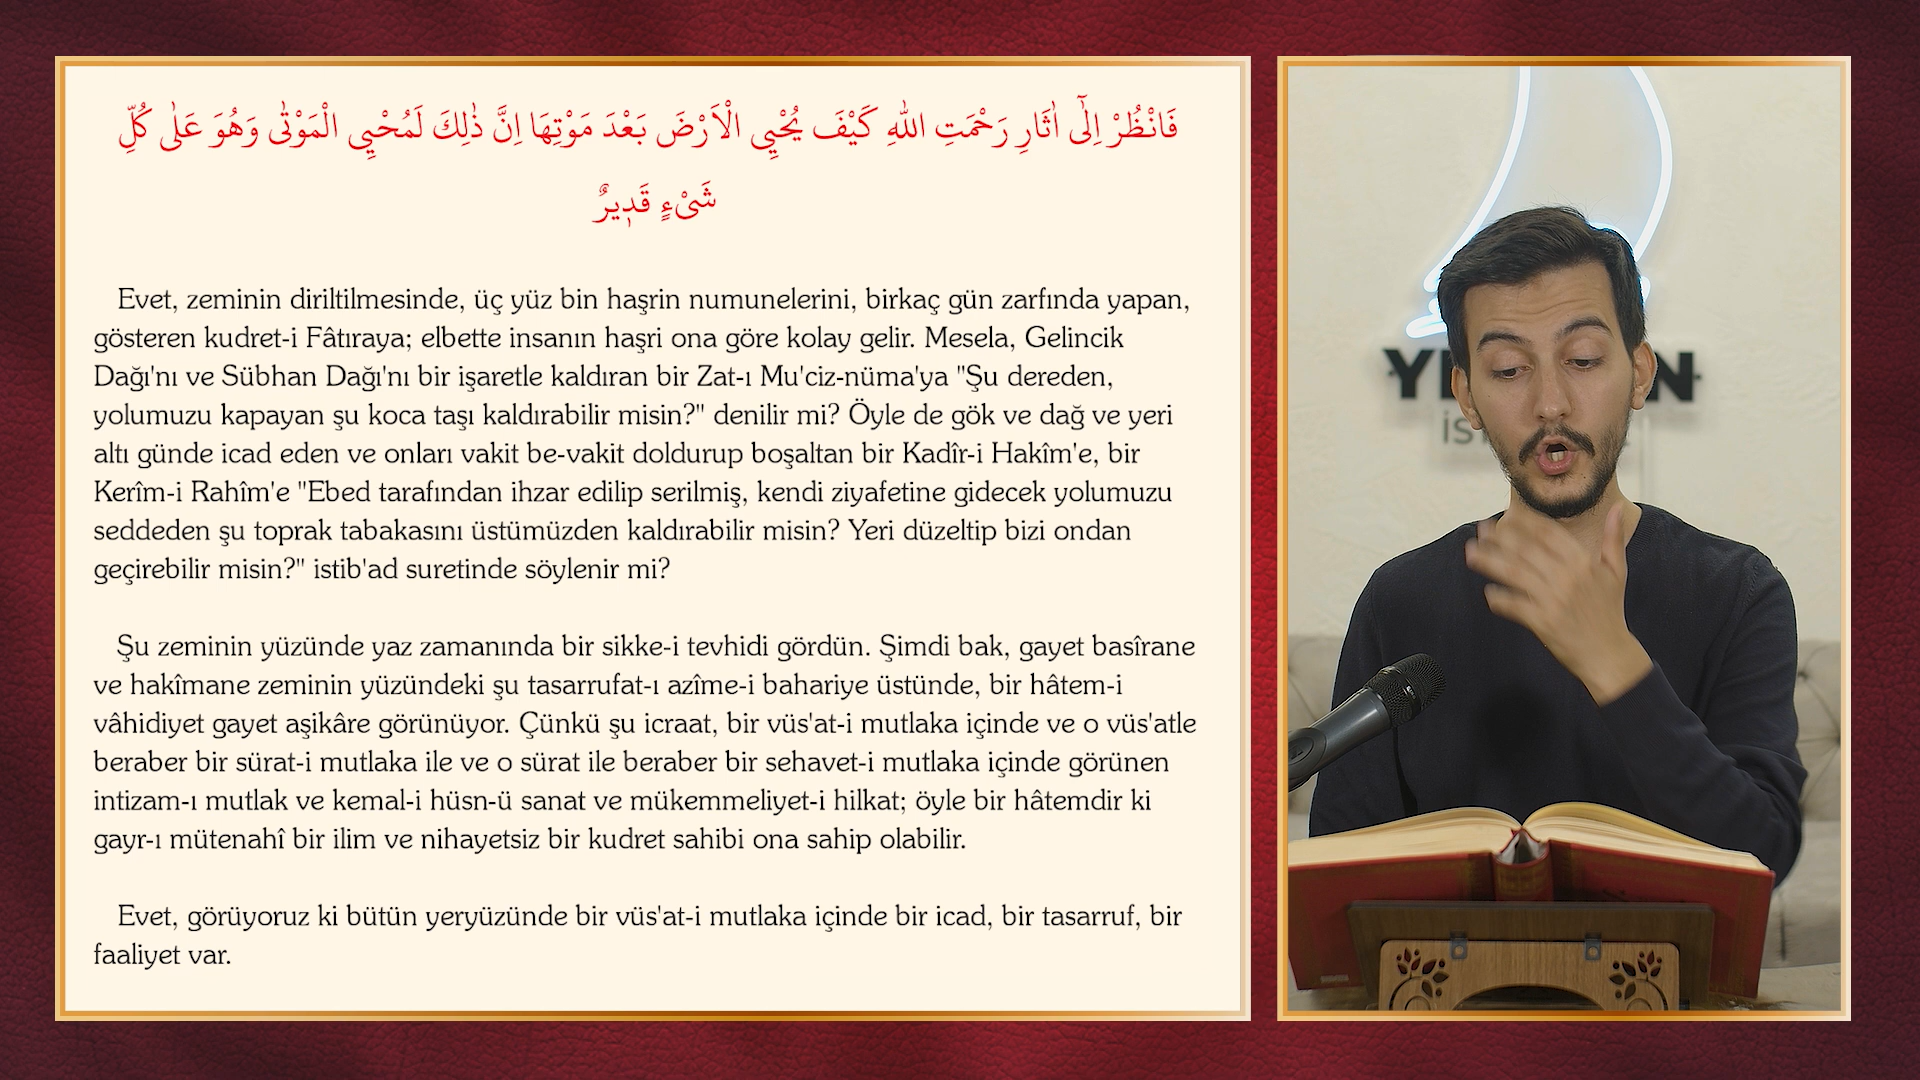 فَانْظُرْ اِلٰٓى اٰثَارِ رَحْمَتِ اللّٰهِ كَيْفَ يُحْيِى الْاَرْضَ بَعْدَ مَوْتِهَا اِنَّ ذٰلِكَ لَمُحْيِى الْمَوْتٰى وَهُوَ عَلٰى كُلِّ
شَىْءٍ قَدٖيرٌ
Evet, zeminin diriltilmesinde, üç yüz bin haşrin numunelerini, birkaç gün zarfında yapan,
gösteren kudret-i Fâtıraya; elbette insanın haşri ona göre kolay gelir. Mesela, Gelincik
Dağı'nı ve Sübhan Dağı'nı bir işaretle kaldıran bir Zat-ı Mu'ciz-nüma'ya "Şu dereden,
yolumuzu kapayan şu koca taşı kaldırabilir misin?" denilir mi? Öyle de gök ve dağ ve yeri
altı günde icad eden ve onları vakit be-vakit doldurup boşaltan bir Kadîr-i Hakîm'e, bir
Kerîm-i Rahîm'e "Ebed tarafından ihzar edilip serilmiş, kendi ziyafetine gidecek yolumuzu
seddeden şu toprak tabakasını üstümüzden kaldırabilir misin? Yeri düzeltip bizi ondan
geçirebilir misin?" istib'ad suretinde söylenir mi?
Şu zeminin yüzünde yaz zamanında bir sikke-i tevhidi gördün. Şimdi bak, gayet basîrane
ve hakîmane zeminin yüzündeki şu tasarrufat-ı azîme-i bahariye üstünde, bir hâtem-i
vâhidiyet gayet aşikâre görünüyor. Çünkü şu icraat, bir vüs'at-i mutlaka içinde ve o vüs'atle
beraber bir sürat-i mutlaka ile ve o sürat ile beraber bir sehavet-i mutlaka içinde görünen
intizam-ı mutlak ve kemal-i hüsn-ü sanat ve mükemmeliyet-i hilkat; öyle bir hâtemdir ki
gayr-ı mütenahî bir ilim ve nihayetsiz bir kudret sahibi ona sahip olabilir.
Evet, görüyoruz ki bütün yeryüzünde bir vüs'at-i mutlaka içinde bir icad, bir tasarruf, bir
faaliyet var.